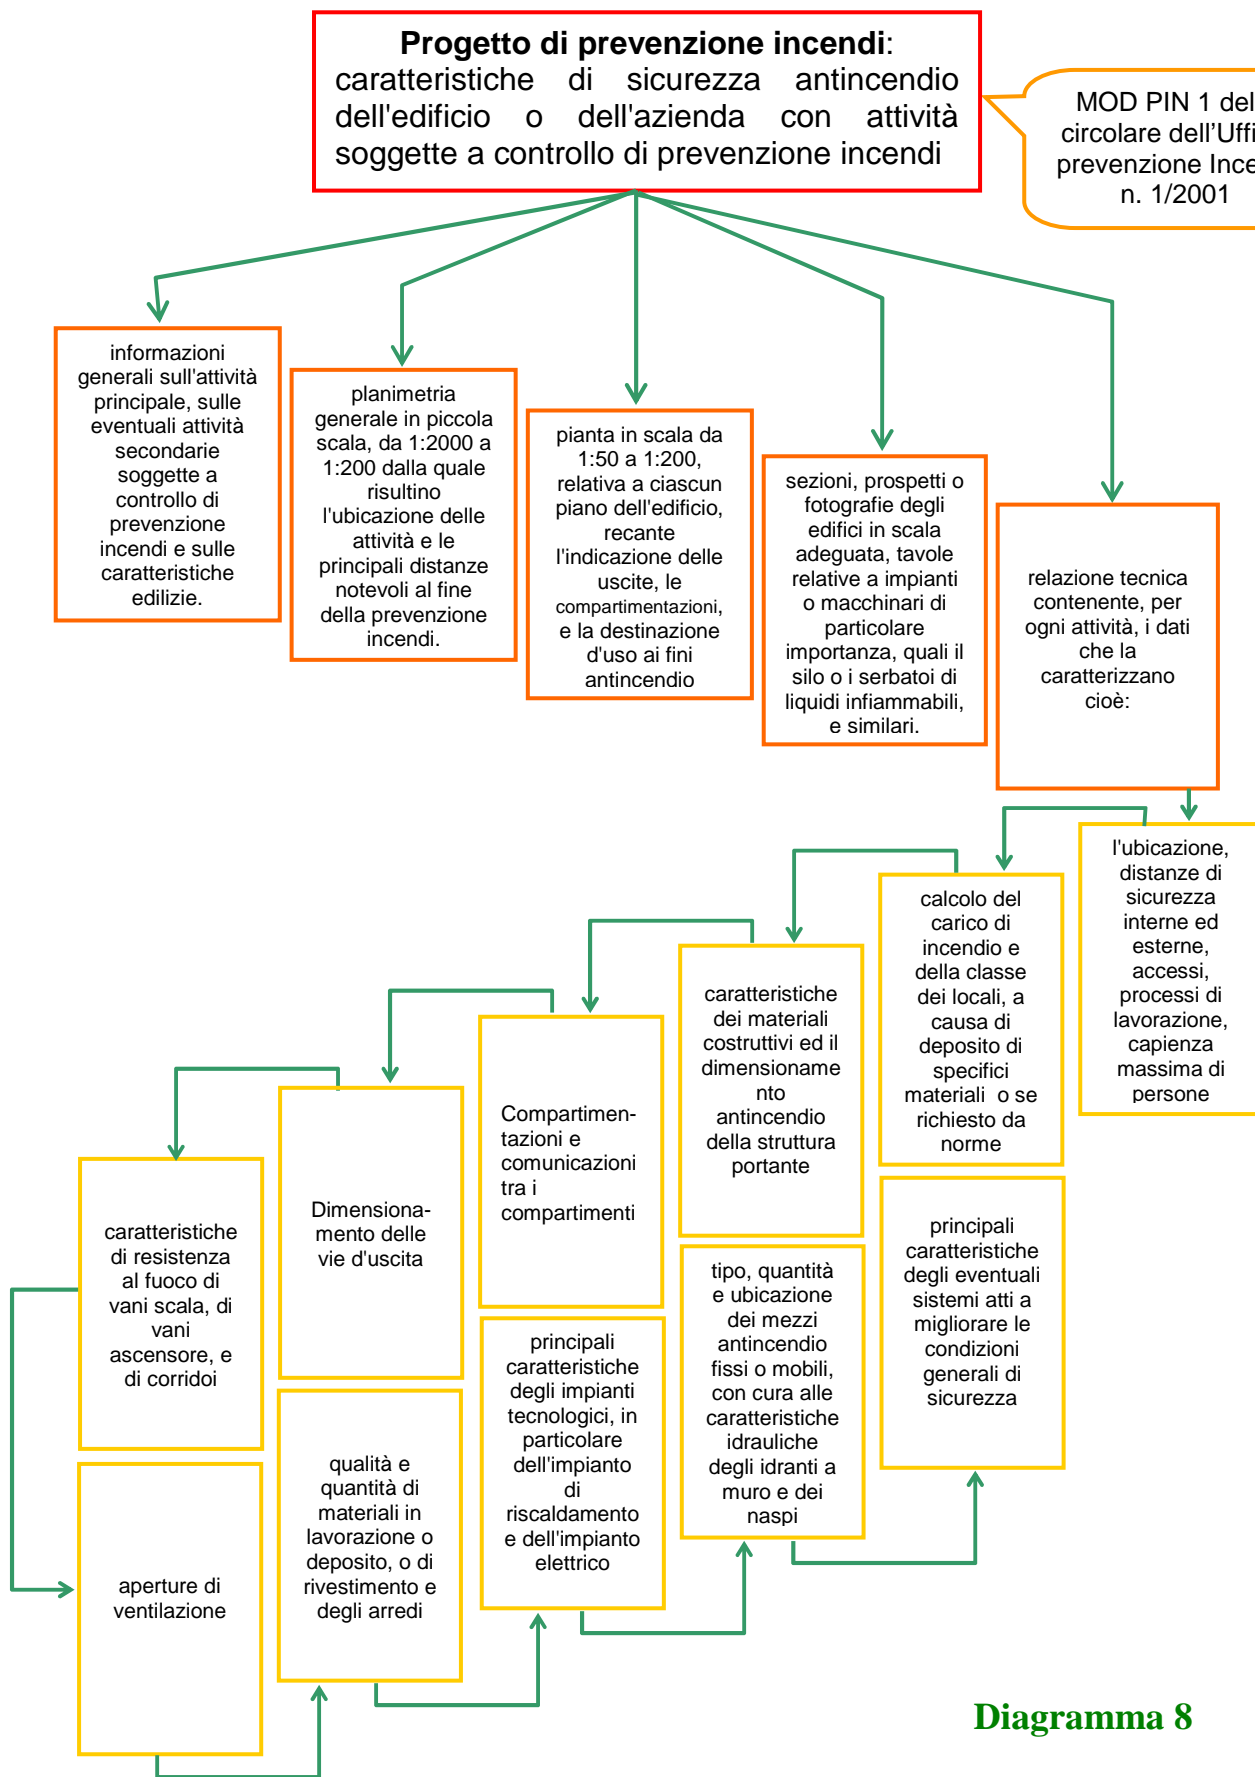 Progetto di prevenzione incendi:
caratteristiche di sicurezza antincendio
dell'edificio o dell'azienda con attività
soggette a controllo di prevenzione incendi
MOD PIN 1 del
circolare dell'Uffi
prevenzione Ince
n. 1/2001
informazioni
generali sull'attività
principale, sulle
eventuali attività
secondarie
soggette a
controllo di
prevenzione
incendi e sulle
caratteristiche
edilizie.
planimetria
generale in piccola
scala, da 1:2000 a
1:200 dalla quale
risultino
l'ubicazione delle
attività e le
principali distanze
notevoli al fine
della prevenzione
incendi.
pianta in scala da
1:50 a 1:200,
relativa a ciascun
piano dell'edificio,
recante
l'indicazione delle
uscite, le
compartimentazioni,
e la destinazione
d'uso ai fini
antincendio
sezioni, prospetti o
fotografie degli
edifici in scala
adeguata, tavole
relative a impianti
o macchinari di
particolare
importanza, quali il
silo o i serbatoi di
liquidi infiammabili,
e similari.
relazione tecnica
contenente, per
ogni attività, i dati
che la
caratterizzano
cioè:
l'ubicazione,
distanze di
sicurezza
interne ed
esterne,
accessi,
processi di
lavorazione,
capienza
massima di
persone
calcolo del
carico di
incendio e
della classe
dei locali, a
causa di
deposito di
specifici
materiali o se
richiesto da
norme
caratteristiche
dei materiali
costruttivi ed il
dimensioname
nto
antincendio
della struttura
portante
Compartimen-
tazioni e
comunicazioni
tra i
compartimenti
Dimensiona-
mento delle
vie d'uscita
caratteristiche
di resistenza
al fuoco di
vani scala, di
vani
ascensore, e
di corridoi
aperture di
ventilazione
qualità e
quantità di
materiali in
lavorazione o
deposito, o di
rivestimento e
degli arredi
principali
caratteristiche
degli impianti
tecnologici, in
particolare
dell'impianto
di
riscaldamento
e dell'impianto
elettrico
tipo, quantità
e ubicazione
dei mezzi
antincendio
fissi o mobili,
con cura alle
caratteristiche
idrauliche
degli idranti a
muro e dei
naspi
principali
caratteristiche
degli eventuali
sistemi atti a
migliorare le
condizioni
generali di
sicurezza
Diagramma 8